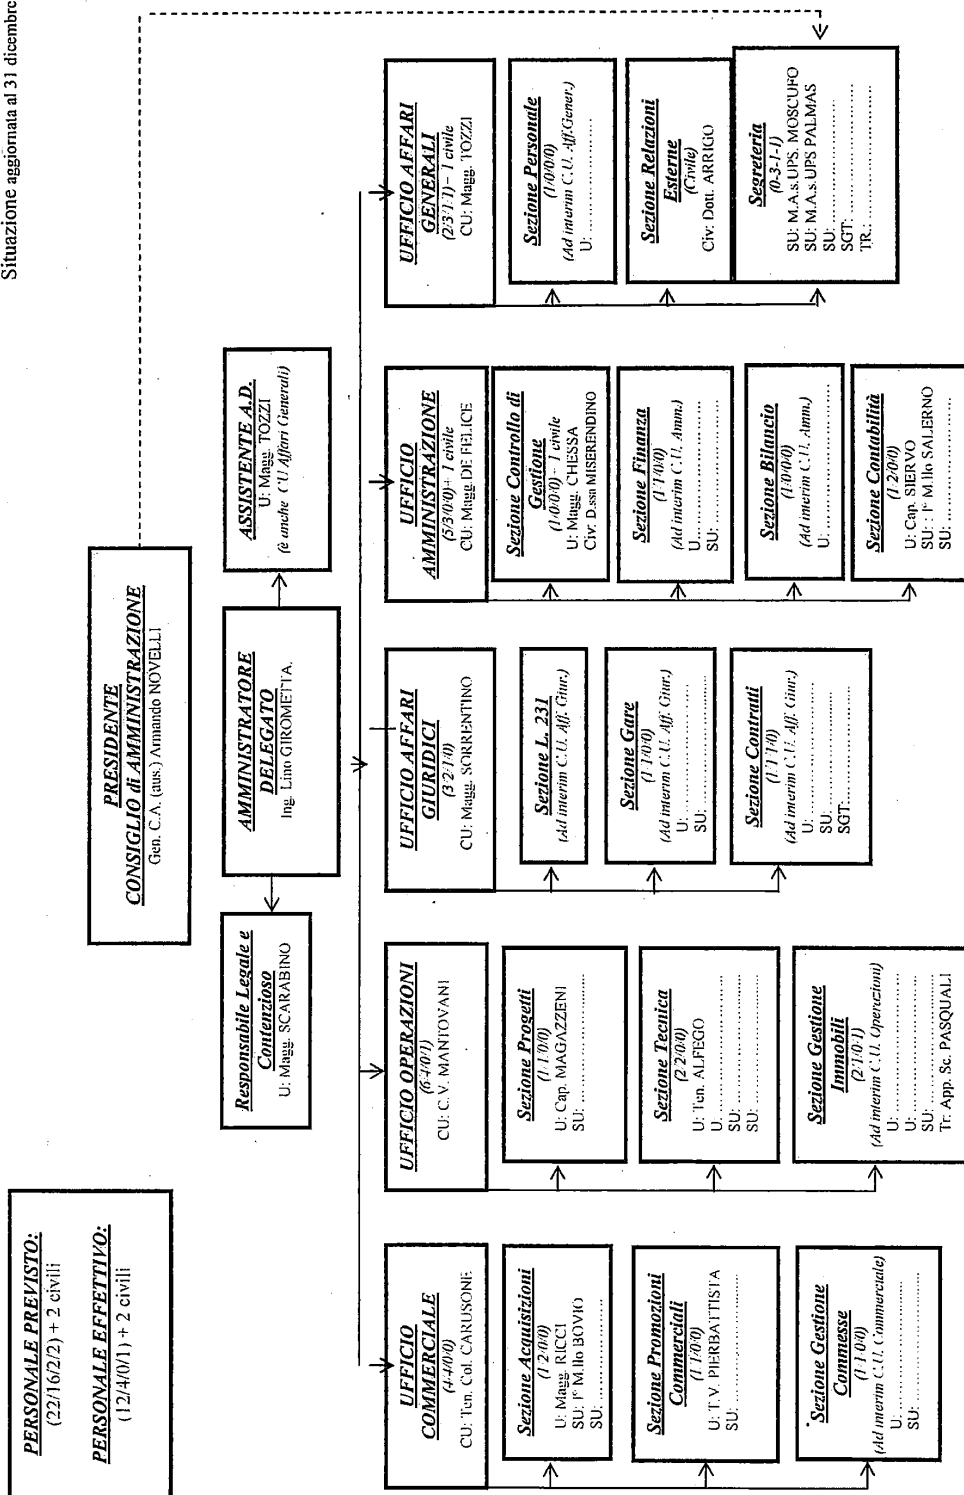 Situazione aggiornata al 31 dicembre
PERSONALE PREVISTO:
(22/16/2/2) + 2 civili
PERSONALE EFFETTIVO:
(12/4/0/1) + 2 civili
PRESIDENTE
CONSIGLIO di AMMINISTRAZIONE
Gen. C.A. (aus.) Armando NOVELLI
Responsabile Legale e
Contenzioso
U: Magg. SCARABINO
AMMINISTRATORE
DELEGATO
Ing. Lino GIROMETTA.
ASSISTENTE A.D.
U: Magg. TOZZI
(è anche CU Affari Generali)
UFFICIO
COMMERCIALE
(4/4/0/0)
CU: Ten. Col. CARUSONE
Sezione Acquisizioni
(1/2/0/0)
U: Magg. RICCI
SU: 1° M.llo BOVIO
SU: ....................
Sezione Promozioni
Commerciali
(1/1/0/0)
U: T.V. PIERBATTISTA
SU: ....................
Sezione Gestione
Commesse
(1/1/0/0)
(Ad interim C.U. Commerciale)
U: ....................
SU: ....................
UFFICIO OPERAZIONI
(6/4/0/1)
CU: C.V. MANTOVANI
Sezione Progetti
(1/1/0/0)
U: Cap. MAGAZZENI
SU: ....................
Sezione Tecnica
(2/2/0/0)
U: Ten. ALFEGO
U: ....................
SU: ....................
SU: ....................
Sezione Gestione
Immobili
(2/1/0/1)
(Ad interim C.U. Operazioni)
U: ....................
U: ....................
SU: ....................
Tr: App. Sc. PASQUALI
UFFICIO AFFARI
GIURIDICI
(3/2/1/0)
CU: Magg. SORRENTINO
Sezione L. 231
(Ad interim C.U. Aff. Giur.)
Sezione Gare
(1/1/0/0)
(Ad interim C.U. Aff. Giur.)
U: ....................
SU: ....................
Sezione Contratti
(1/1/1/0)
(Ad interim C.U. Aff. Giur.)
U: ....................
SU: ....................
SGT: ....................
UFFICIO
AMMINISTRAZIONE
(5/3/0/0)+ 1 civile
CU: Magg.DE FELICE
Sezione Controllo di
Gestione
(1/0/0/0)+ 1 civile
U: Magg. CHESSA
Civ: D.ssa MISERENDINO
Sezione Finanza
(1/1/0/0)
(Ad interim C.U. Amm.)
U: ....................
SU: ....................
Sezione Bilancio
(1/0/0/0)
(Ad interim C.U. Amm.)
U: ....................
Sezione Contabilità
(1/2/0/0)
U: Cap. SIERVO
SU: : 1° M.llo SALERNO
SU: ....................
UFFICIO AFFARI
GENERALI
(2/3/1/1)+ 1 civile
CU: Magg. TOZZI
Sezione Personale
(1/0/0/0)
(Ad interim C.U. Aff.Gener.)
U: ....................
Sezione Relazioni
Esterne
(Civile)
Civ: Dott. ARRIGO
Segreteria
(0-3-1-1)
SU: M.A.s.UPS. MOSCUFO
SU: M.A.s.UPS PALMAS
SU: ....................
SGT: ....................
TR.: ....................